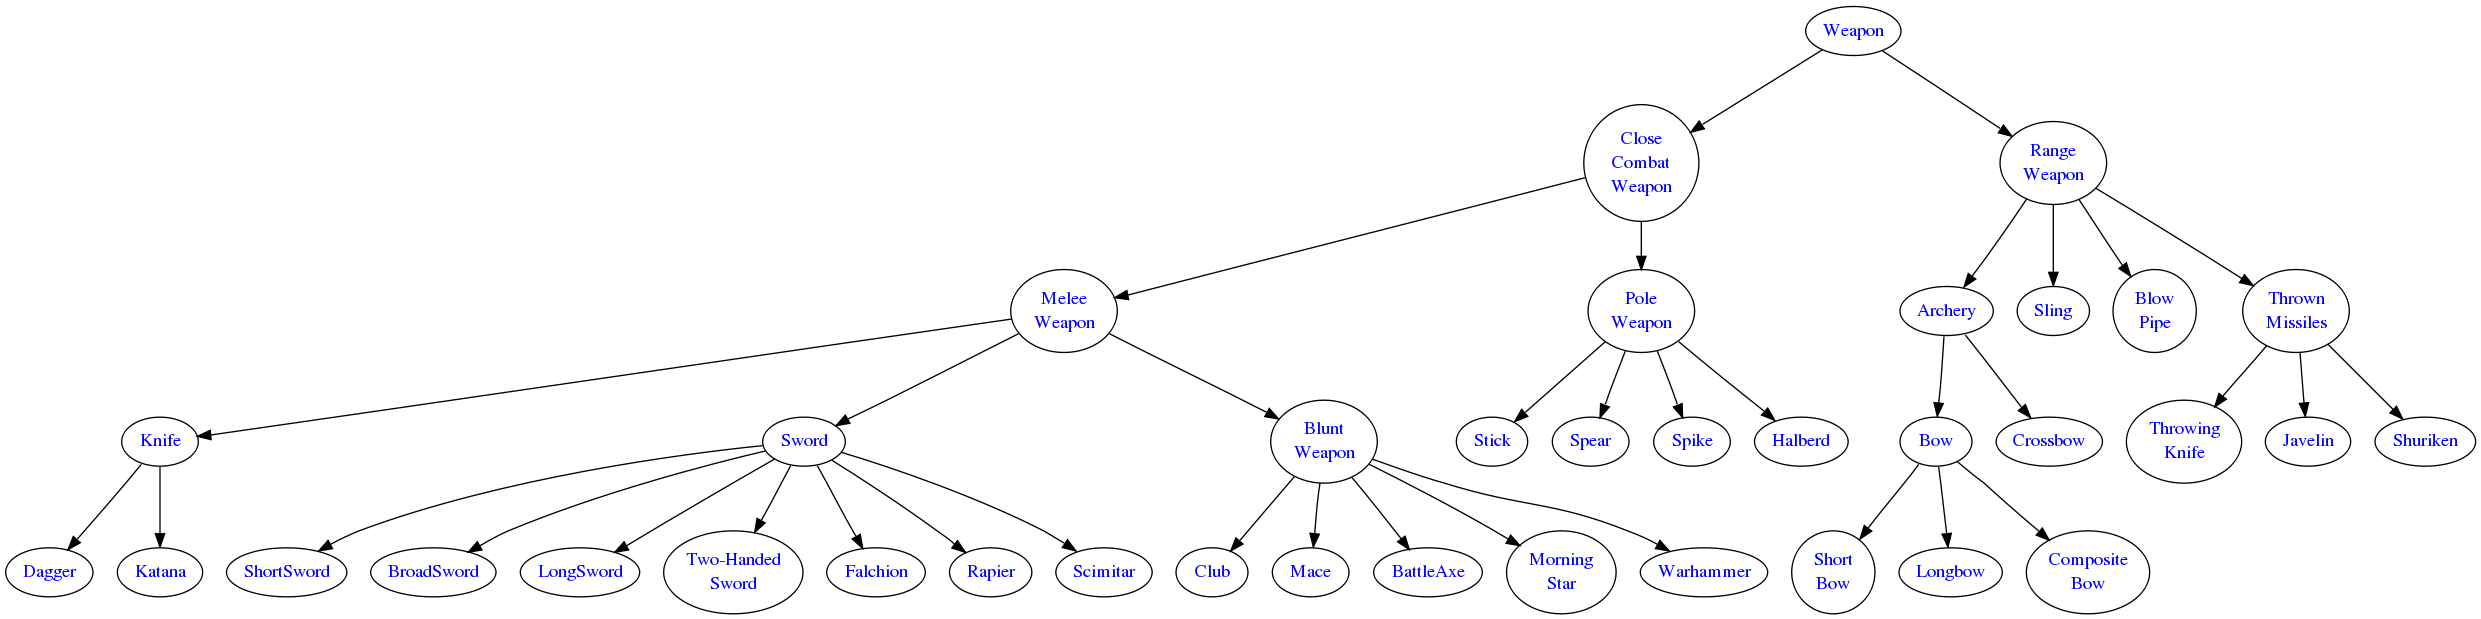 Weapon
Close
Combat
Weapon
Range
Weapon
Melee
Weapon
Pole
Weapon
Archery
Sling
Blow
Pipe
Thrown
Missiles
Knife
Sword
Blunt
Weapon
Stick
Spear
Spike
Halberd
Bow
Crossbow
Throwing
Knife
Javelin
Shuriken
Dagger
Katana
ShortSword
BroadSword
LongSword
Two-Handed
Sword
Falchion
Rapier
Scimitar
Club
Mace
BattleAxe
Morning
Star
Warhammer
Short
Bow
Longbow
Composite
Bow